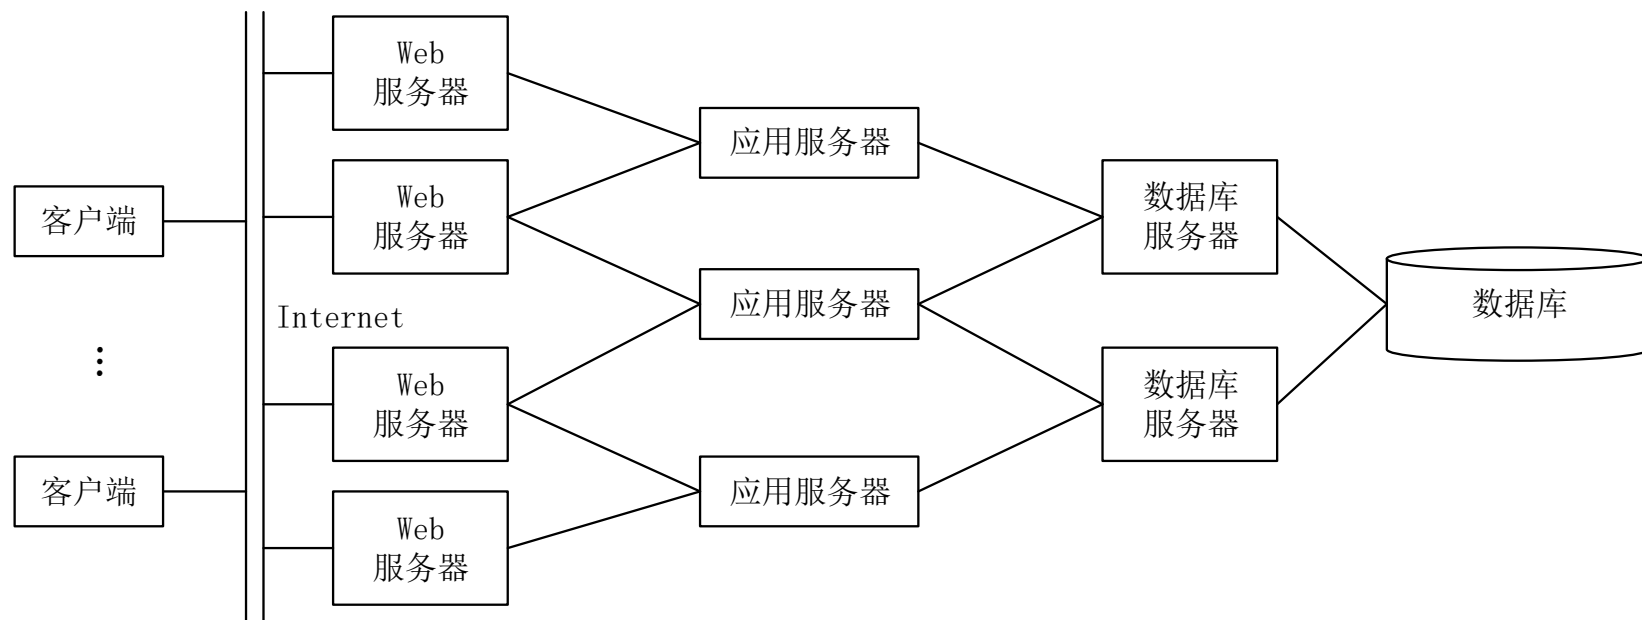 客户端
⋮
客户端
Internet
Web
服务器
Web
服务器
Web
服务器
Web
服务器
应用服务器
应用服务器
应用服务器
数据库
服务器
数据库
服务器
数据库